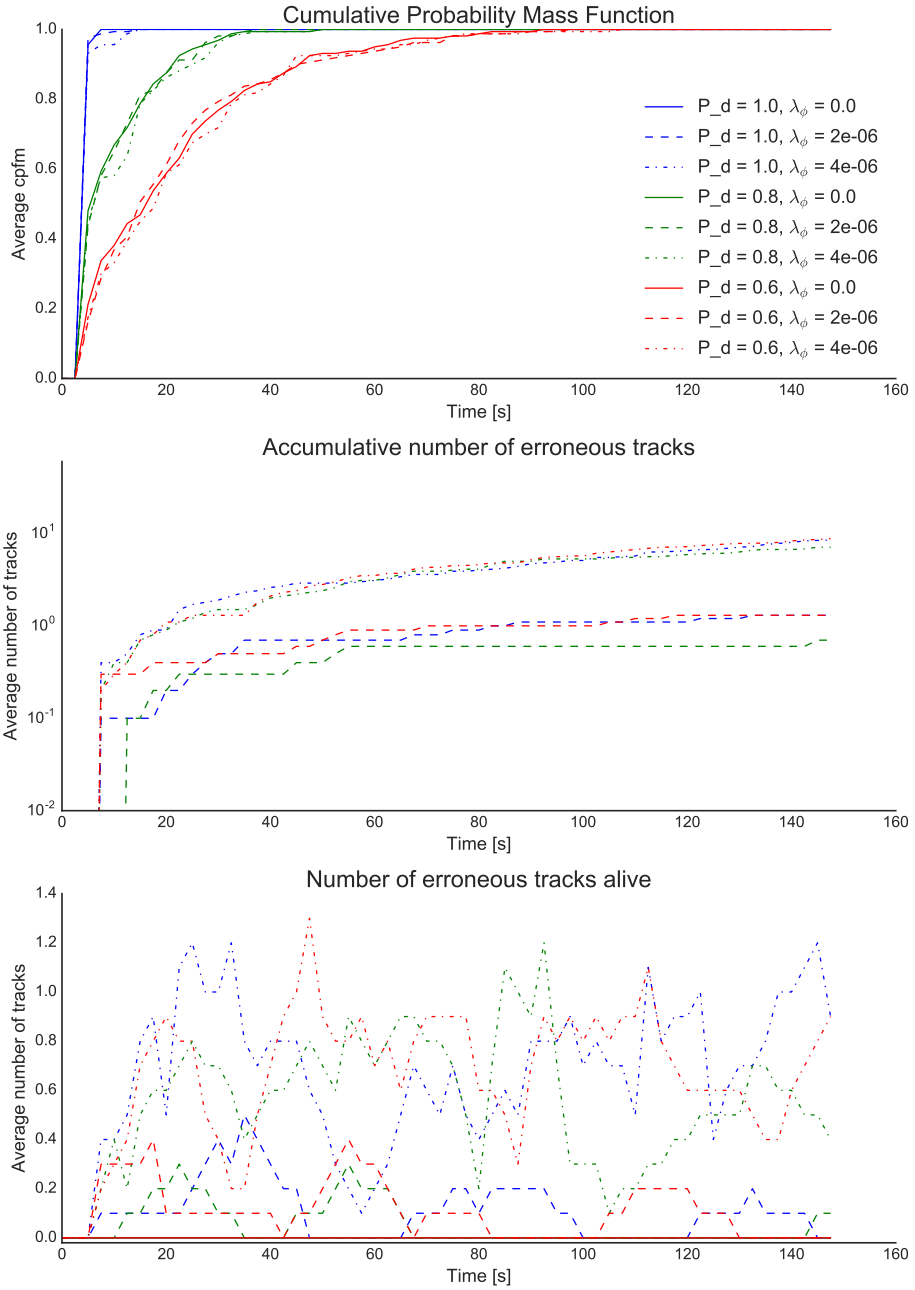 Cumulative Probability Mass Function
1.0
0.8
0.6
0.4
0.2
0.0
Average cpfm
P_d = 1.0, λ_ϕ = 0.0
P_d = 1.0, λ_ϕ = 2e-06
P_d = 1.0, λ_ϕ = 4e-06
P_d = 0.8, λ_ϕ = 0.0
P_d = 0.8, λ_ϕ = 2e-06
P_d = 0.8, λ_ϕ = 4e-06
P_d = 0.6, λ_ϕ = 0.0
P_d = 0.6, λ_ϕ = 2e-06
P_d = 0.6, λ_ϕ = 4e-06
0 20 40 60 80 100 120 140 160
Time [s]
Accumulative number of erroneous tracks
10^1
10^0
10^-1
10^-2
Average number of tracks
0 20 40 60 80 100 120 140 160
Time [s]
Number of erroneous tracks alive
1.4
1.2
1.0
0.8
0.6
0.4
0.2
0.0
Average number of tracks
0 20 40 60 80 100 120 140 160
Time [s]